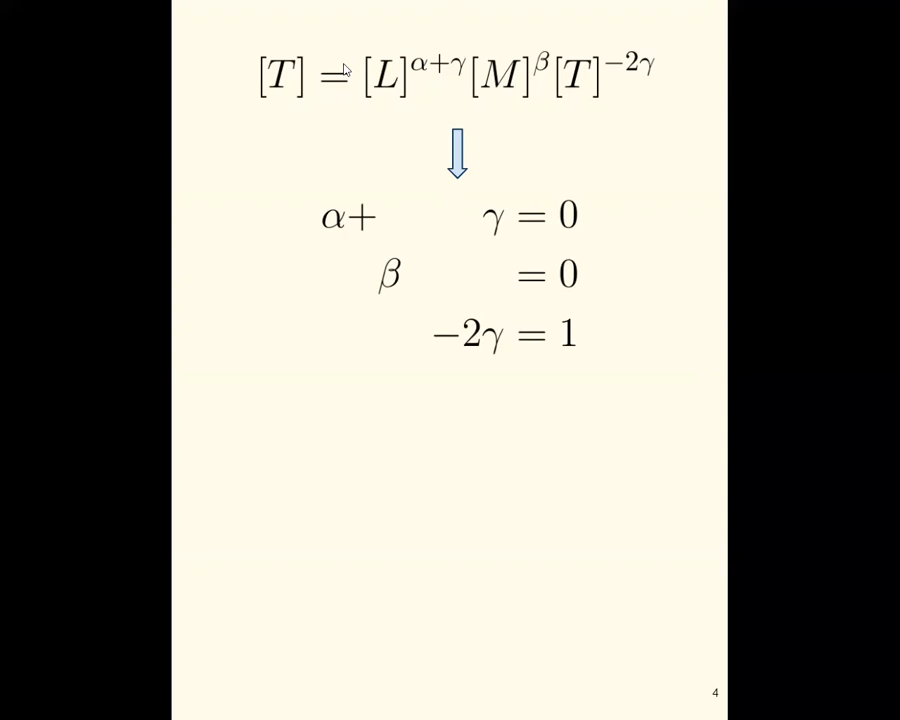 [T] = [L]^{α+γ}[M]^{β}[T]^{−2γ}
α+ γ = 0
β = 0
−2γ = 1
4